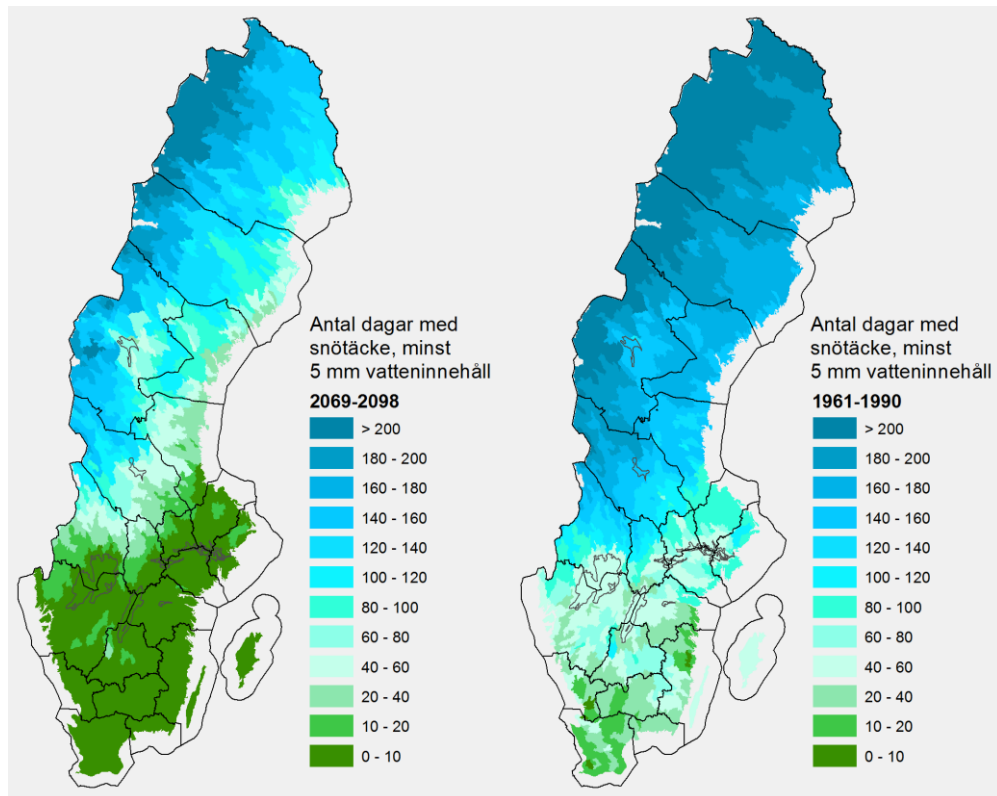 Antal dagar med
snötäcke, minst
5 mm vatteninnehåll
2069-2098
> 200
180 - 200
160 - 180
140 - 160
120 - 140
100 - 120
80 - 100
60 - 80
40 - 60
20 - 40
10 - 20
0 - 10
Antal dagar med
snötäcke, minst
5 mm vatteninnehåll
1961-1990
> 200
180 - 200
160 - 180
140 - 160
120 - 140
100 - 120
80 - 100
60 - 80
40 - 60
20 - 40
10 - 20
0 - 10